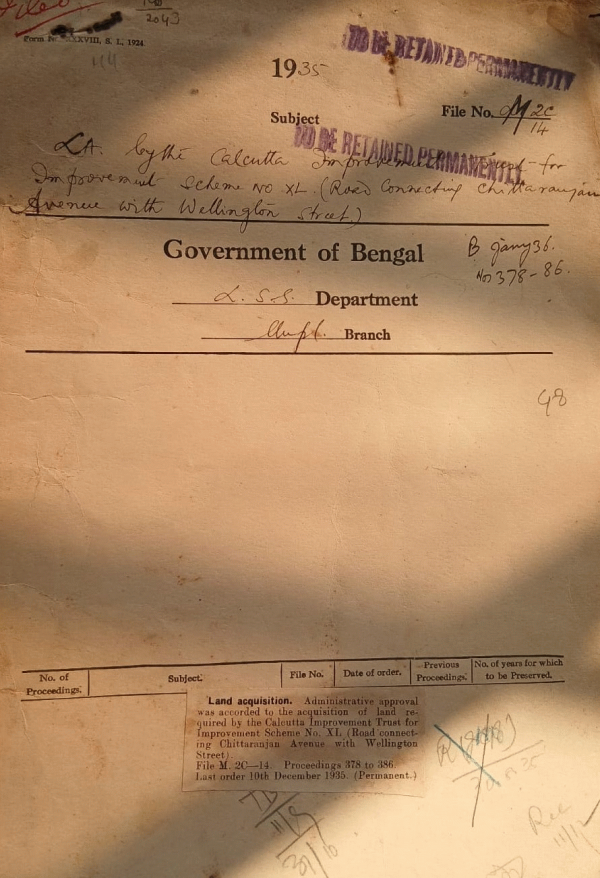 Filed
2043
Form No. XXXVIII, S. I., 1924.
114
TO BE RETAINED PERMANENTLY
1935
Subject
File No. M 2C/14
TO BE RETAINED PERMANENTLY
L.A. by the Calcutta Improvement Trust for
Improvement Scheme No XL. (Road connecting Chittaranjan
Avenue with Wellington Street.)
Government of Bengal
B Jany 36.
Nos 378-86.
L. S. G. Department
Branch
48
No. of Proceedings.
Subject.
File No.
Date of order.
Previous Proceedings.
No. of years for which to be Preserved.
Land acquisition. Administrative approval
was accorded to the acquisition of land re-
quired by the Calcutta Improvement Trust for
Improvement Scheme No. XL (Road connect-
ing Chittaranjan Avenue with Wellington
Street).
File M. 2C—14. Proceedings 378 to 386.
Last order 10th December 1935. (Permanent.)